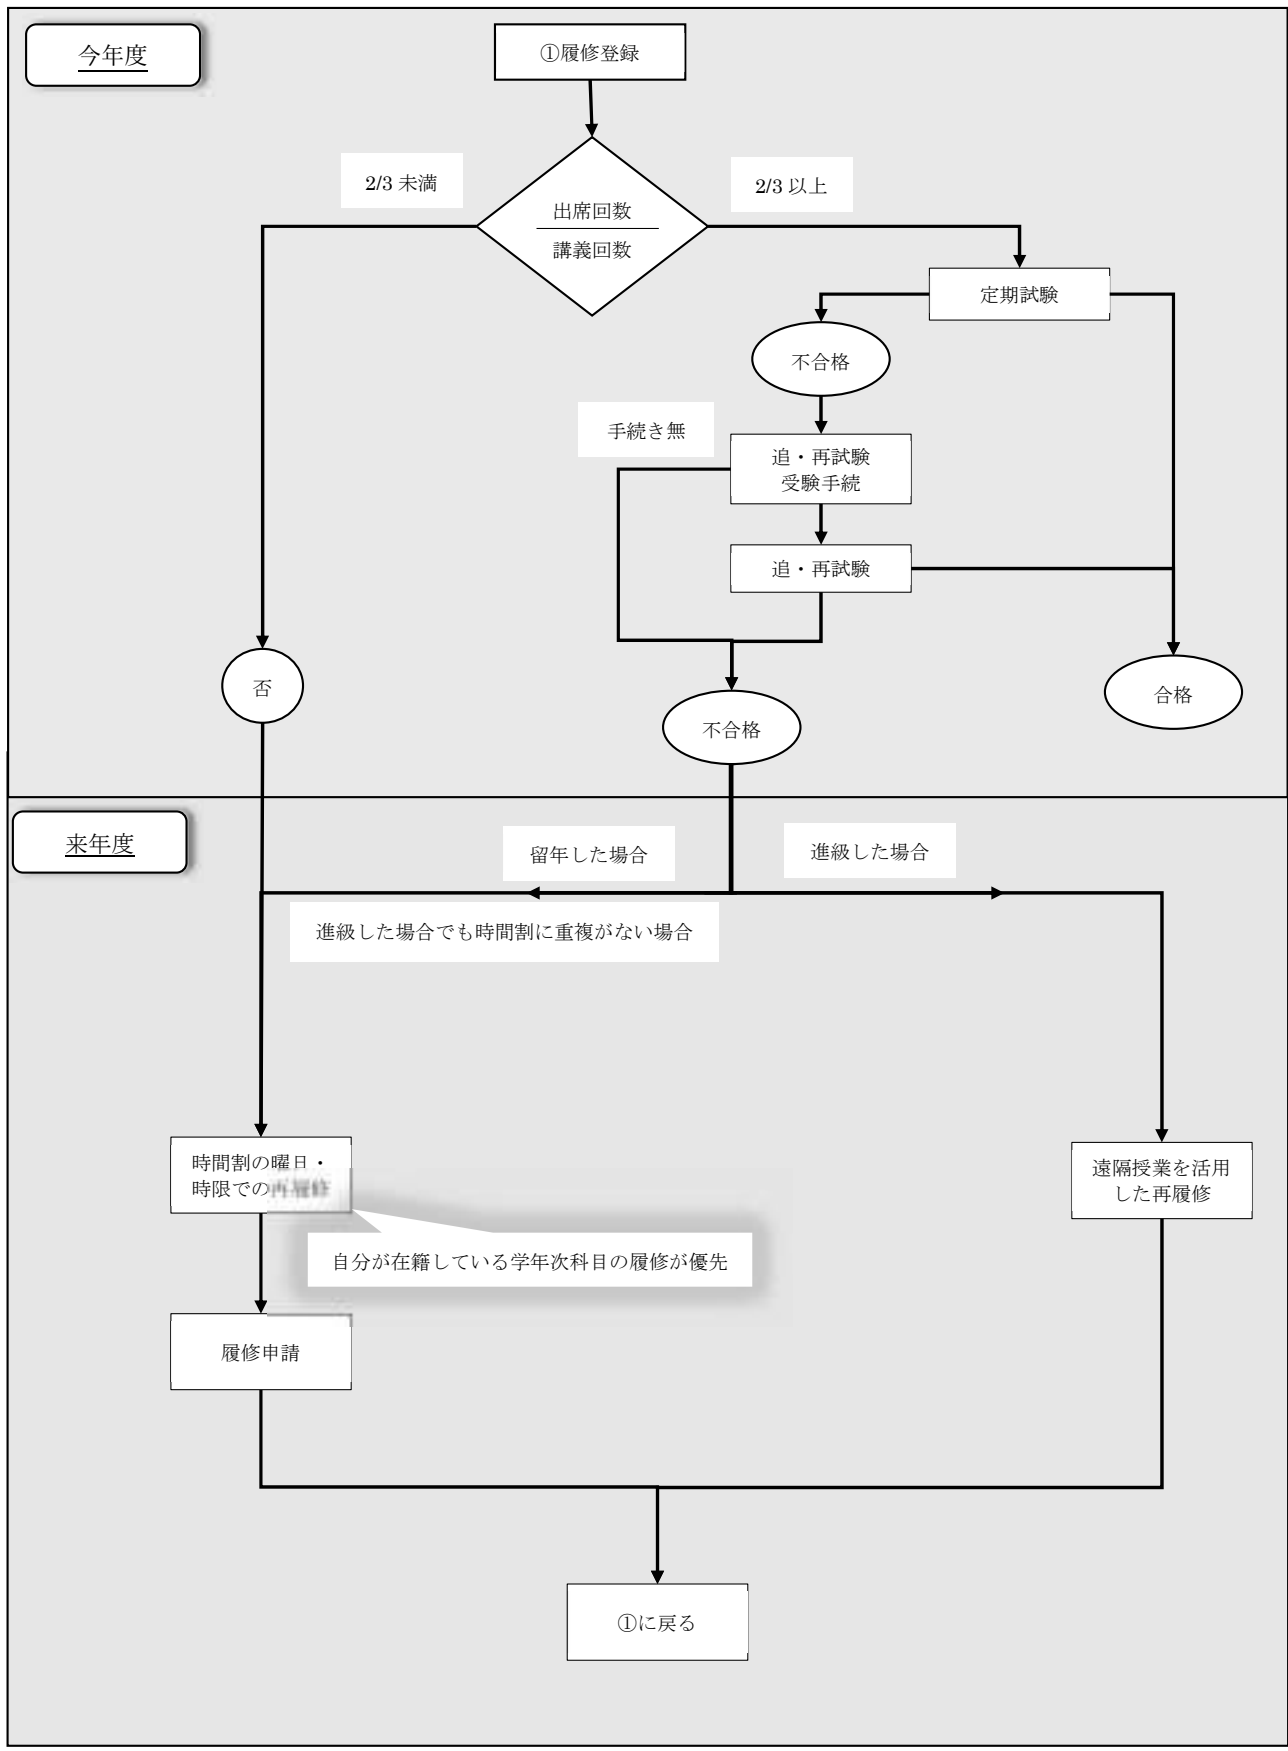 今年度
①履修登録
2/3 未満
2/3 以上
出席回数
講義回数
定期試験
不合格
手続き無
追・再試験
受験手続
追・再試験
否
不合格
合格
来年度
留年した場合
進級した場合
進級した場合でも時間割に重複がない場合
時間割の曜日・
時限での再履修
遠隔授業を活用
した再履修
自分が在籍している学年次科目の履修が優先
履修申請
①に戻る